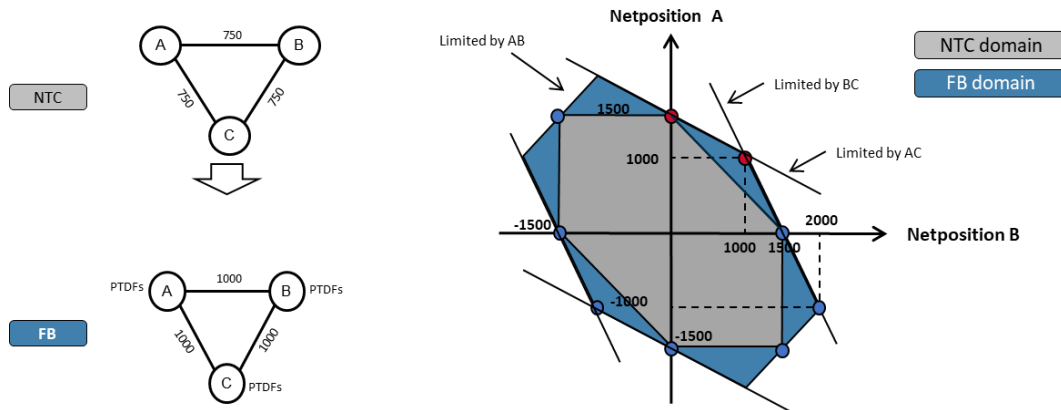 Netposition A
NTC domain
FB domain
Limited by AB
Limited by BC
Limited by AC
A
750
B
750
750
C
NTC
1500
1000
-1500
2000
1000
1500
Netposition B
-1000
-1500
PTDFs
A
1000
B
PTDFs
1000
1000
C
PTDFs
FB